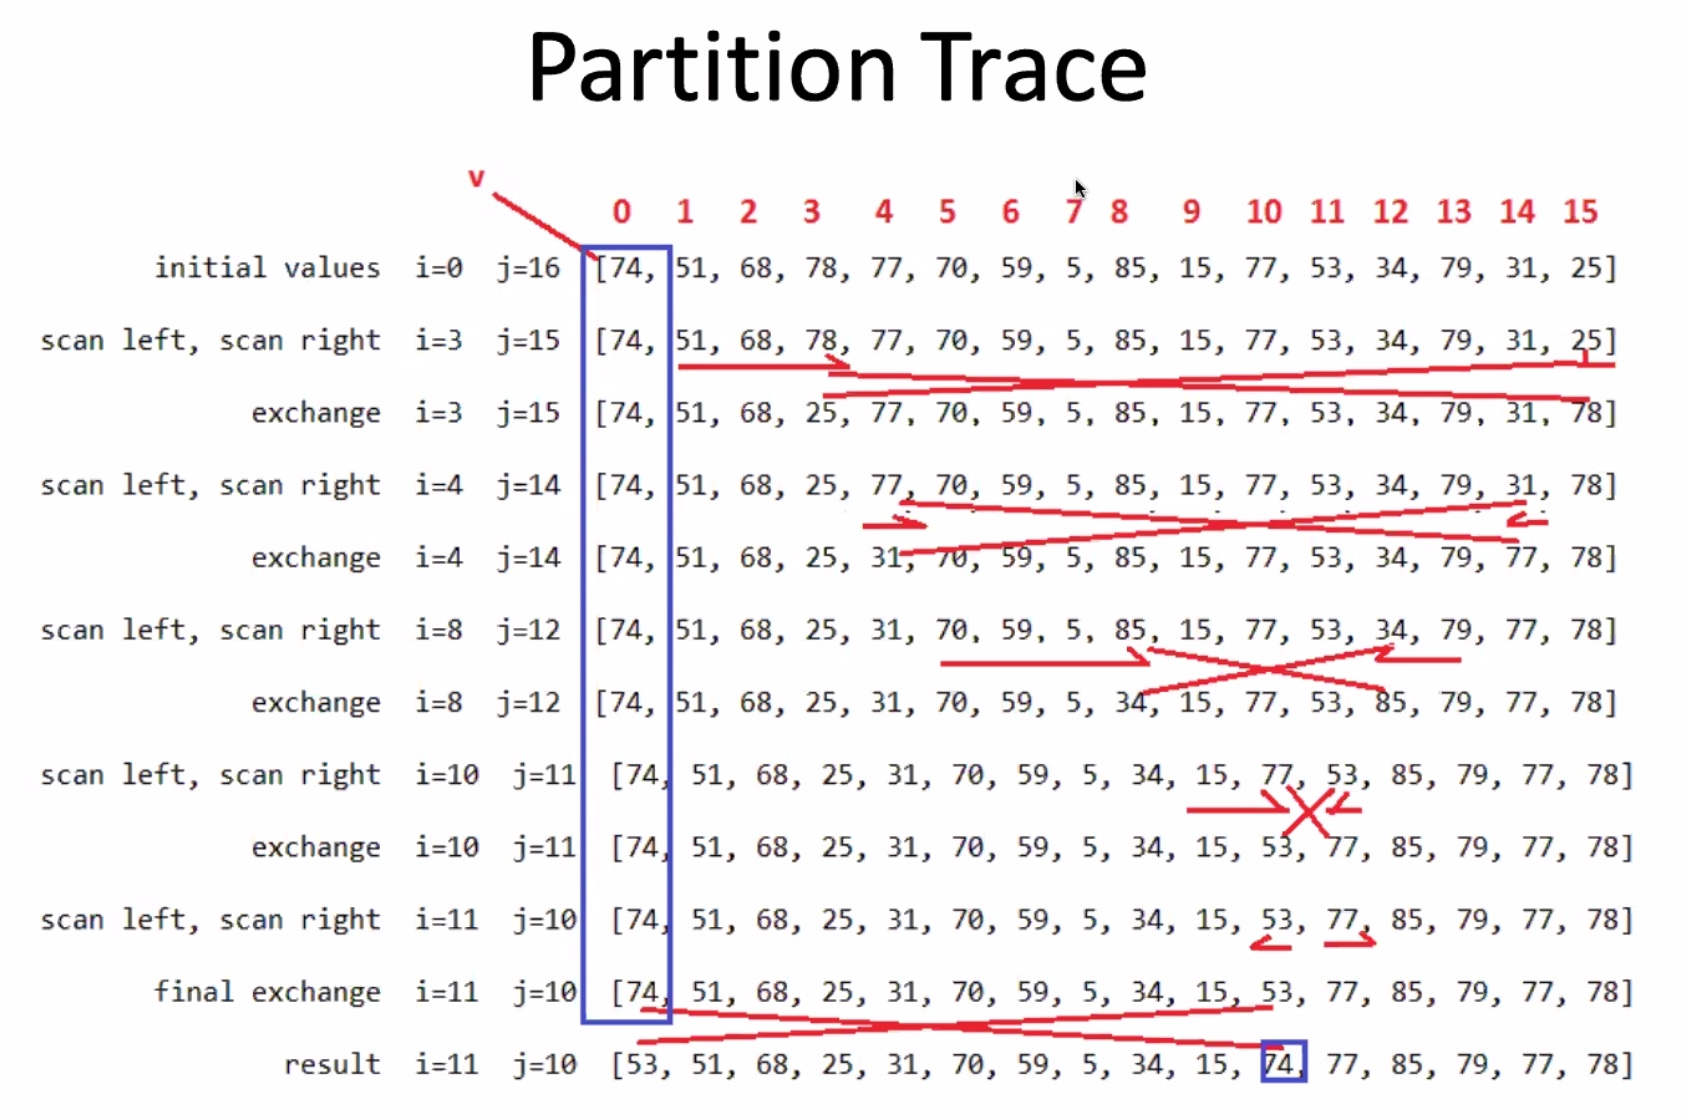 Partition Trace
v
0 1 2 3 4 5 6 7 8 9 10 11 12 13 14 15
initial values i=0 j=16 [74, 51, 68, 78, 77, 70, 59, 5, 85, 15, 77, 53, 34, 79, 31, 25]
scan left, scan right i=3 j=15 [74, 51, 68, 78, 77, 70, 59, 5, 85, 15, 77, 53, 34, 79, 31, 25]
exchange i=3 j=15 [74, 51, 68, 25, 77, 70, 59, 5, 85, 15, 77, 53, 34, 79, 31, 78]
scan left, scan right i=4 j=14 [74, 51, 68, 25, 77, 70, 59, 5, 85, 15, 77, 53, 34, 79, 31, 78]
exchange i=4 j=14 [74, 51, 68, 25, 31, 70, 59, 5, 85, 15, 77, 53, 34, 79, 77, 78]
scan left, scan right i=8 j=12 [74, 51, 68, 25, 31, 70, 59, 5, 85, 15, 77, 53, 34, 79, 77, 78]
exchange i=8 j=12 [74, 51, 68, 25, 31, 70, 59, 5, 34, 15, 77, 53, 85, 79, 77, 78]
scan left, scan right i=10 j=11 [74, 51, 68, 25, 31, 70, 59, 5, 34, 15, 77, 53, 85, 79, 77, 78]
exchange i=10 j=11 [74, 51, 68, 25, 31, 70, 59, 5, 34, 15, 53, 77, 85, 79, 77, 78]
scan left, scan right i=11 j=10 [74, 51, 68, 25, 31, 70, 59, 5, 34, 15, 53, 77, 85, 79, 77, 78]
final exchange i=11 j=10 [74, 51, 68, 25, 31, 70, 59, 5, 34, 15, 53, 77, 85, 79, 77, 78]
result i=11 j=10 [53, 51, 68, 25, 31, 70, 59, 5, 34, 15, 74, 77, 85, 79, 77, 78]